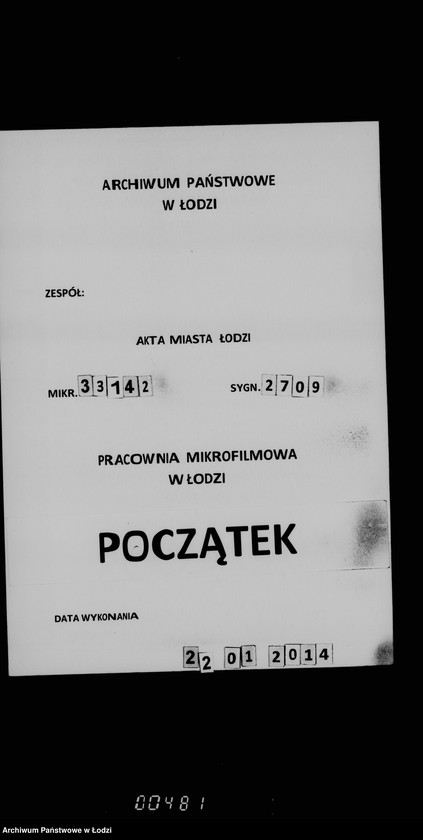 ARCHIWUM PAŃSTWOWE
W ŁODZI
ZESPÓŁ:
AKTA MIASTA ŁODZI
MIKR. 33142 SYGN. 2709
PRACOWNIA MIKROFILMOWA
W ŁODZI
POCZĄTEK
DATA WYKONANIA
22 01 2014
00481
Archiwum Państwowe w Łodzi